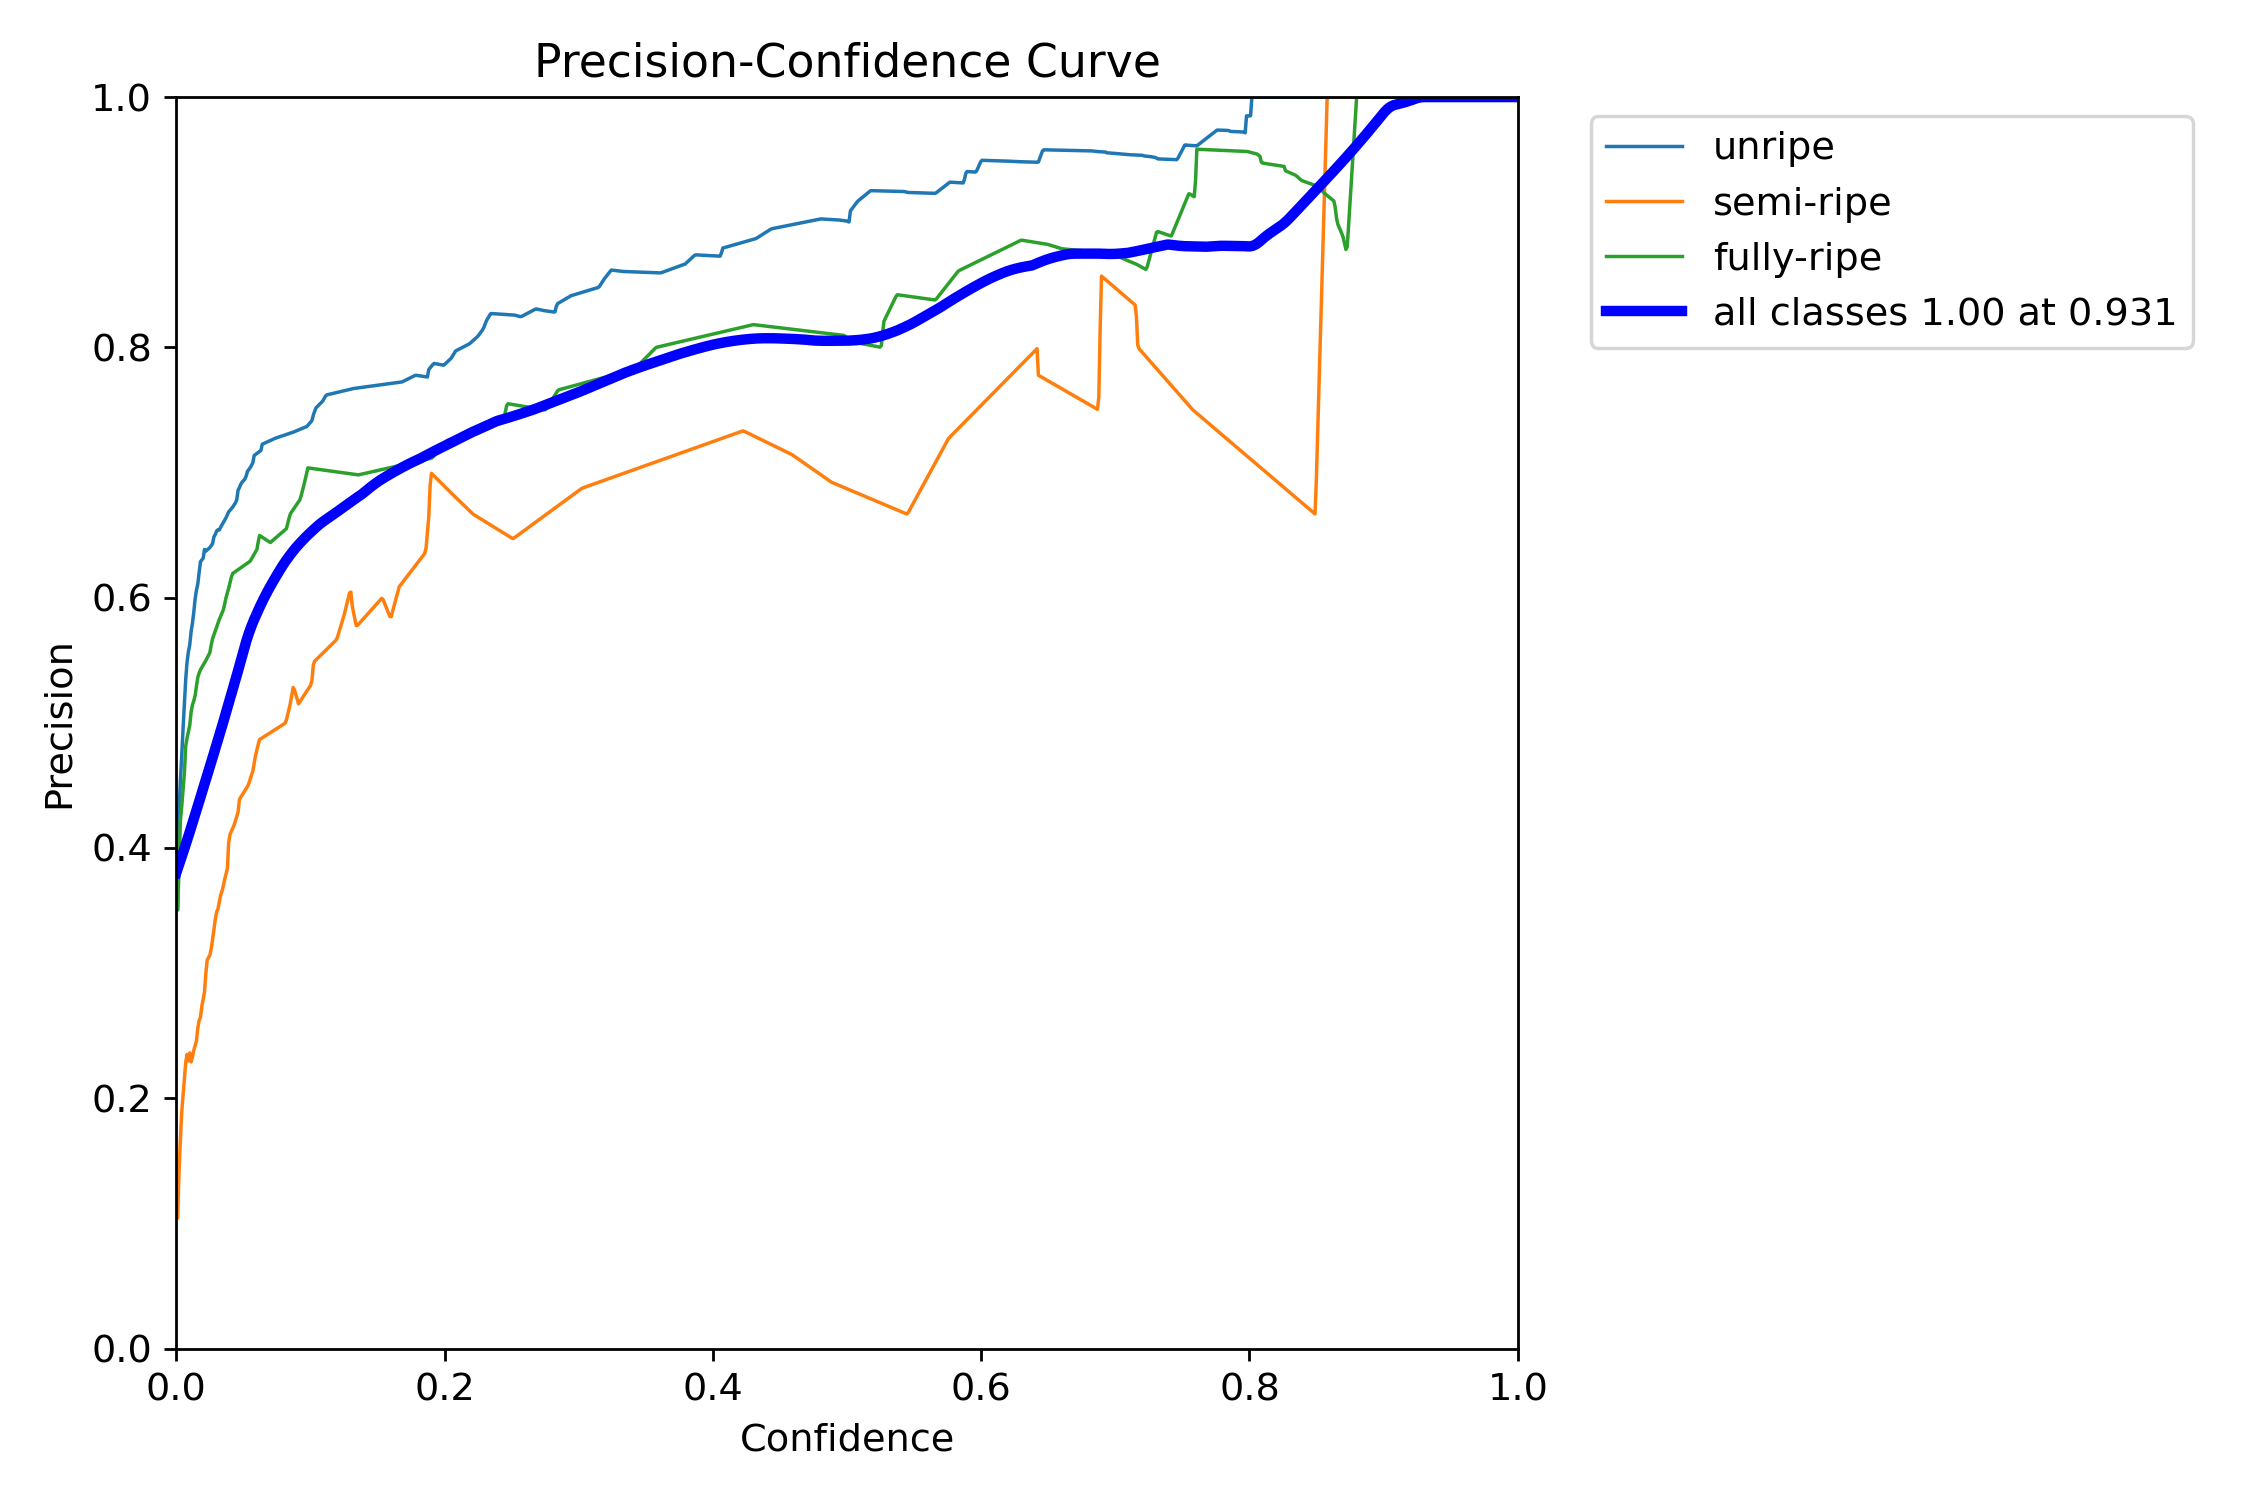 Precision-Confidence Curve
1.0
0.8
0.6
0.4
0.2
0.0
Precision
0.0 0.2 0.4 0.6 0.8 1.0
Confidence
unripe
semi-ripe
fully-ripe
all classes 1.00 at 0.931